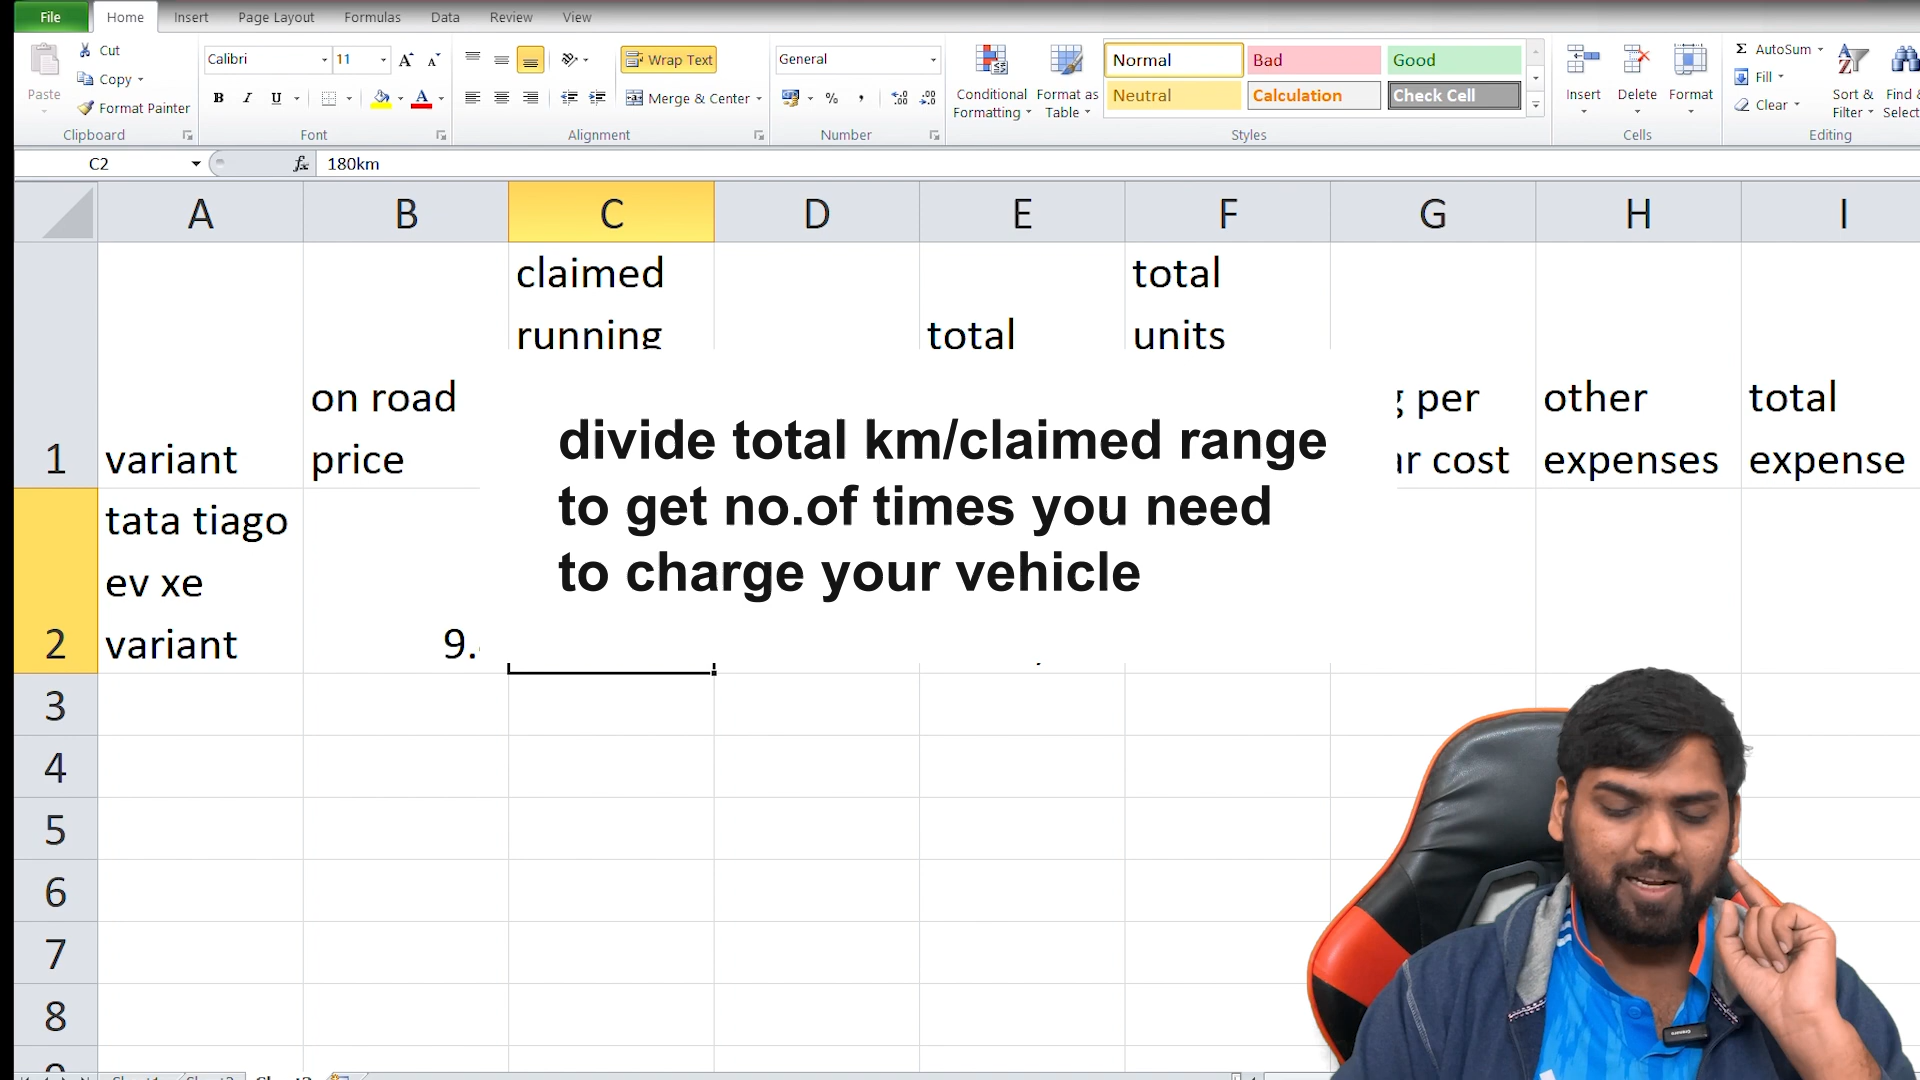 File Home Insert Page Layout Formulas Data Review View
Cut
Copy
Format Painter
Paste
Clipboard
Calibri 11
B I U
Font
Wrap Text
Merge & Center
Alignment
General
%
Number
Conditional Formatting
Format as Table
Normal Bad Good
Neutral Calculation Check Cell
Styles
Insert Delete Format
Cells
AutoSum
Fill
Clear
Sort & Filter
Find & Select
Editing
C2 fx 180km
A B C D E F G H I
1
variant
on road
price
claimed
running
total
total
units
per
cost
other
expenses
total
expense
divide total km/claimed range
to get no.of times you need
to charge your vehicle
2
tata tiago
ev xe
variant
9.
3
4
5
6
7
8